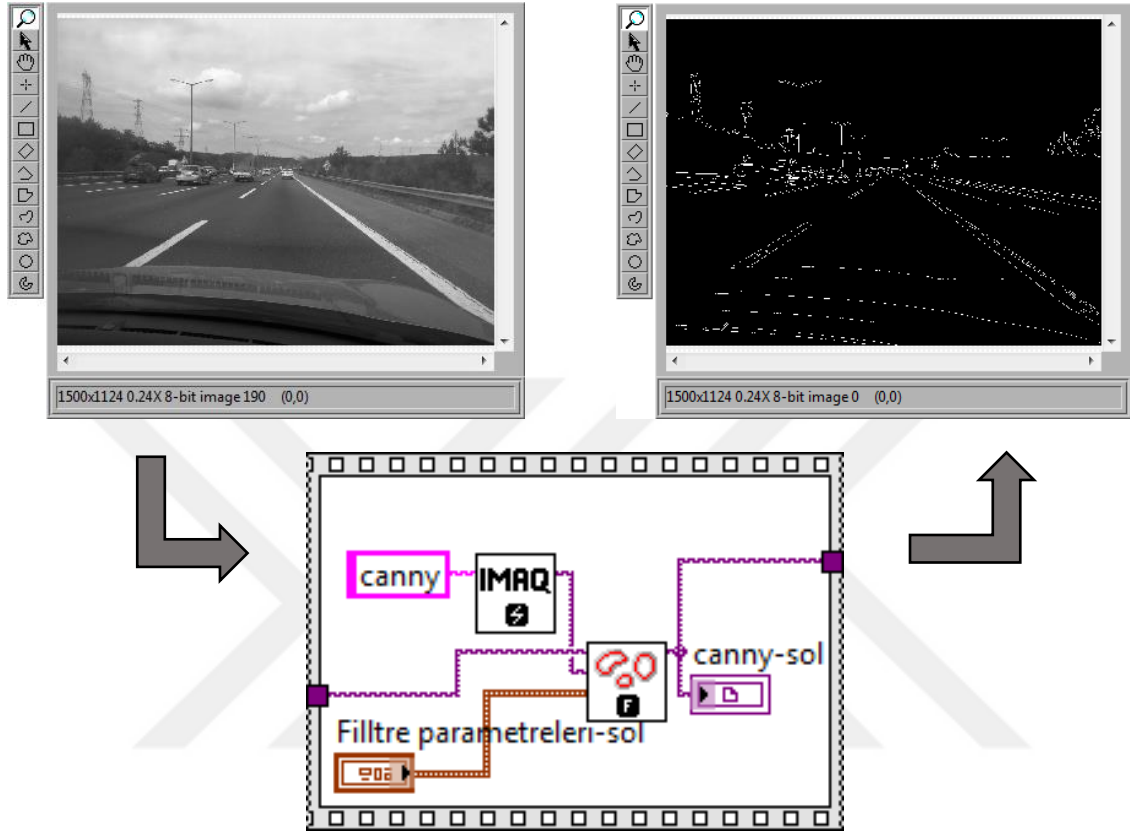 1500x1124 0.24X 8-bit image 190 (0,0)
1500x1124 0.24X 8-bit image 0 (0,0)
canny
IMAQ
canny-sol
F
Filltre parametreleri-sol